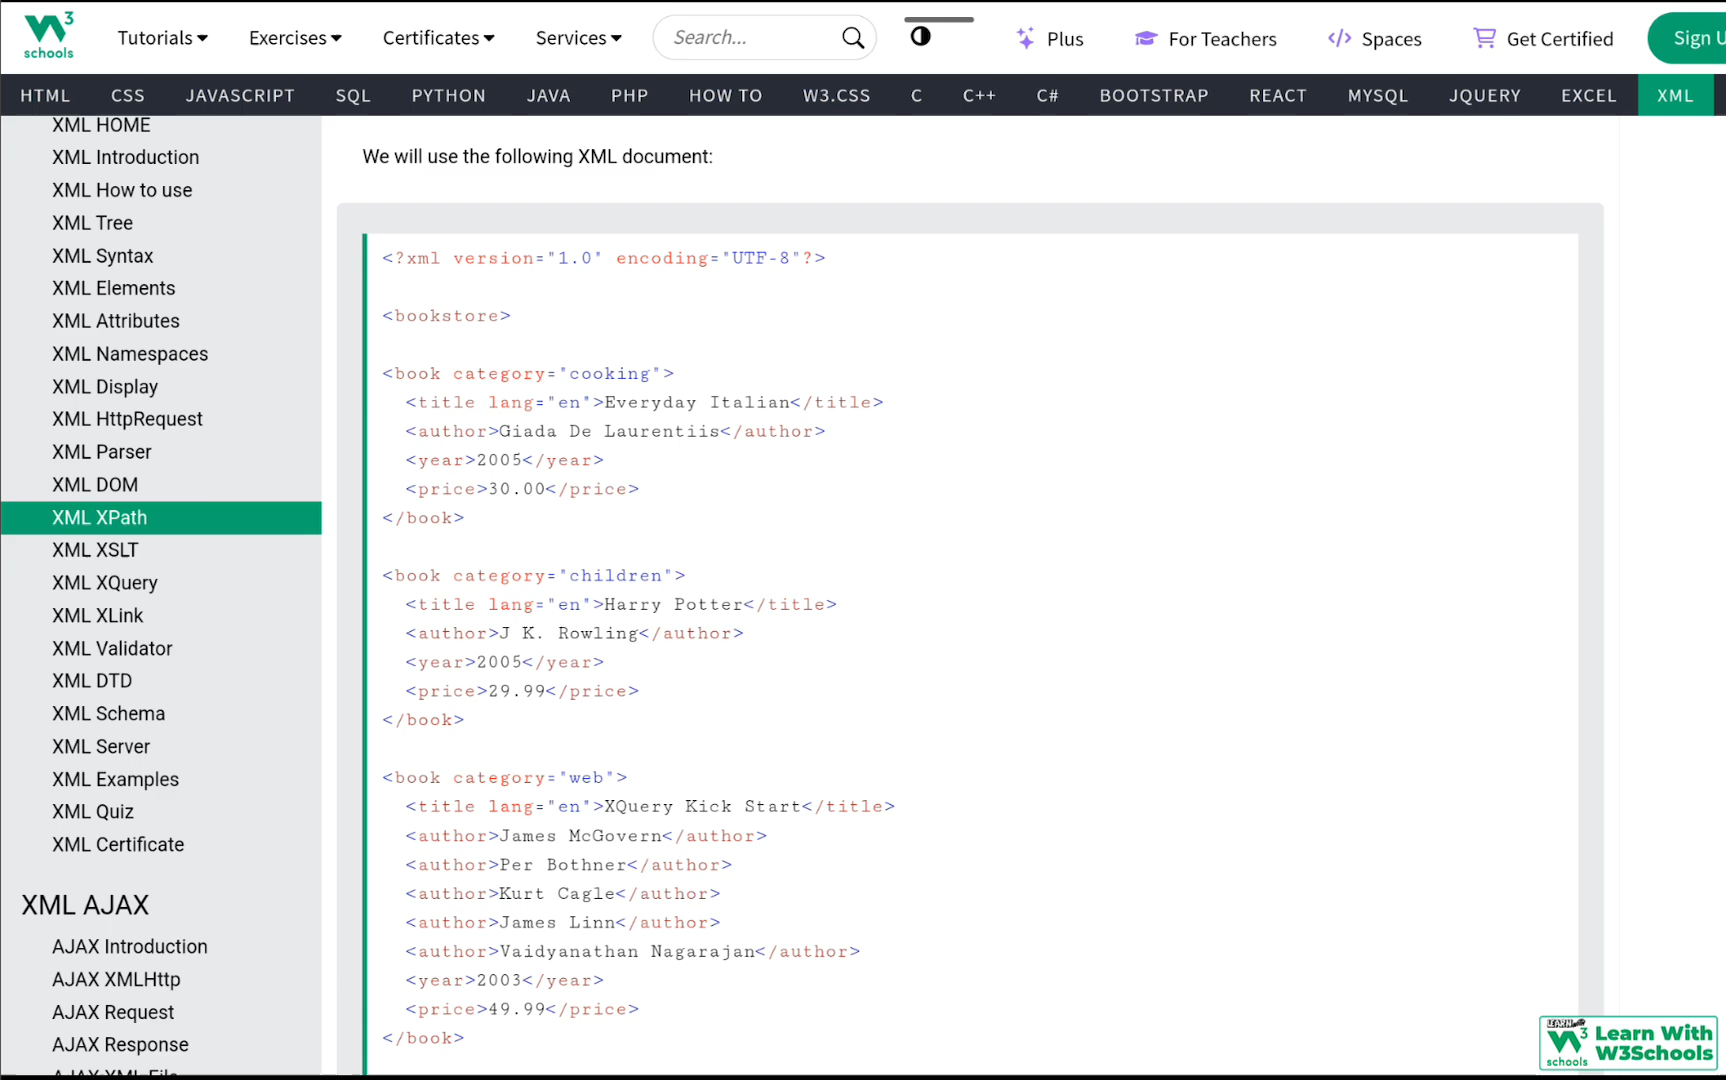 W3 schools
Tutorials Exercises Certificates Services Search... Plus For Teachers Spaces Get Certified Sign U
HTML CSS JAVASCRIPT SQL PYTHON JAVA PHP HOW TO W3.CSS C C++ C# BOOTSTRAP REACT MYSQL JQUERY EXCEL XML
XML HOME
XML Introduction
XML How to use
XML Tree
XML Syntax
XML Elements
XML Attributes
XML Namespaces
XML Display
XML HttpRequest
XML Parser
XML DOM
XML XPath
XML XSLT
XML XQuery
XML XLink
XML Validator
XML DTD
XML Schema
XML Server
XML Examples
XML Quiz
XML Certificate
XML AJAX
AJAX Introduction
AJAX XMLHttp
AJAX Request
AJAX Response
AJAX XML File
We will use the following XML document:
<?xml version="1.0" encoding="UTF-8"?>
<bookstore>
<book category="cooking">
<title lang="en">Everyday Italian</title>
<author>Giada De Laurentiis</author>
<year>2005</year>
<price>30.00</price>
</book>
<book category="children">
<title lang="en">Harry Potter</title>
<author>J K. Rowling</author>
<year>2005</year>
<price>29.99</price>
</book>
<book category="web">
<title lang="en">XQuery Kick Start</title>
<author>James McGovern</author>
<author>Per Bothner</author>
<author>Kurt Cagle</author>
<author>James Linn</author>
<author>Vaidyanathan Nagarajan</author>
<year>2003</year>
<price>49.99</price>
</book>
LEARN
W3 schools
Learn With
W3Schools